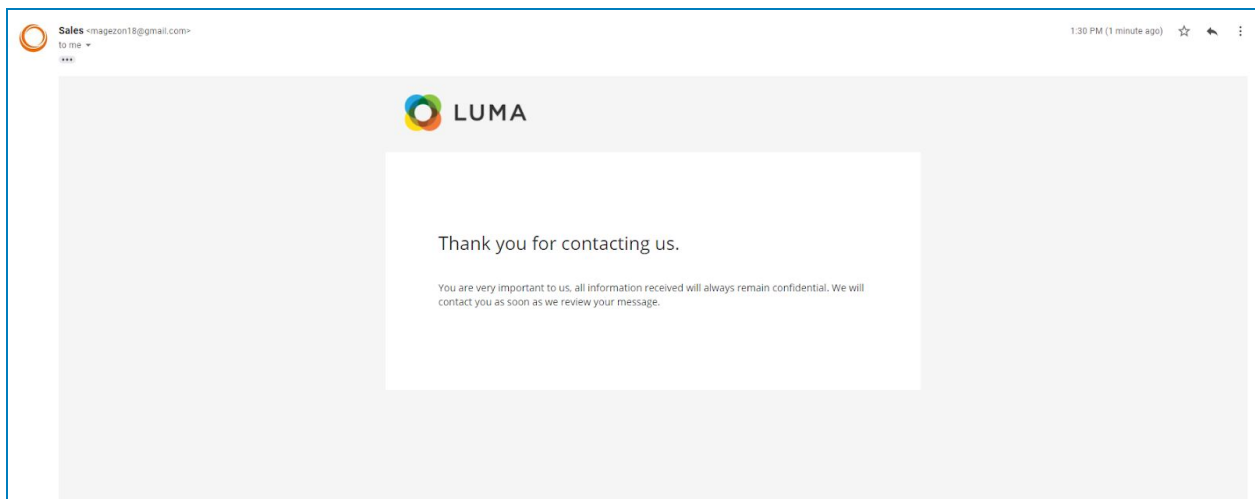 Sales <magezon18@gmail.com>
1:30 PM (1 minute ago)
to me
LUMA
Thank you for contacting us.
You are very important to us, all information received will always remain confidential. We will
contact you as soon as we review your message.